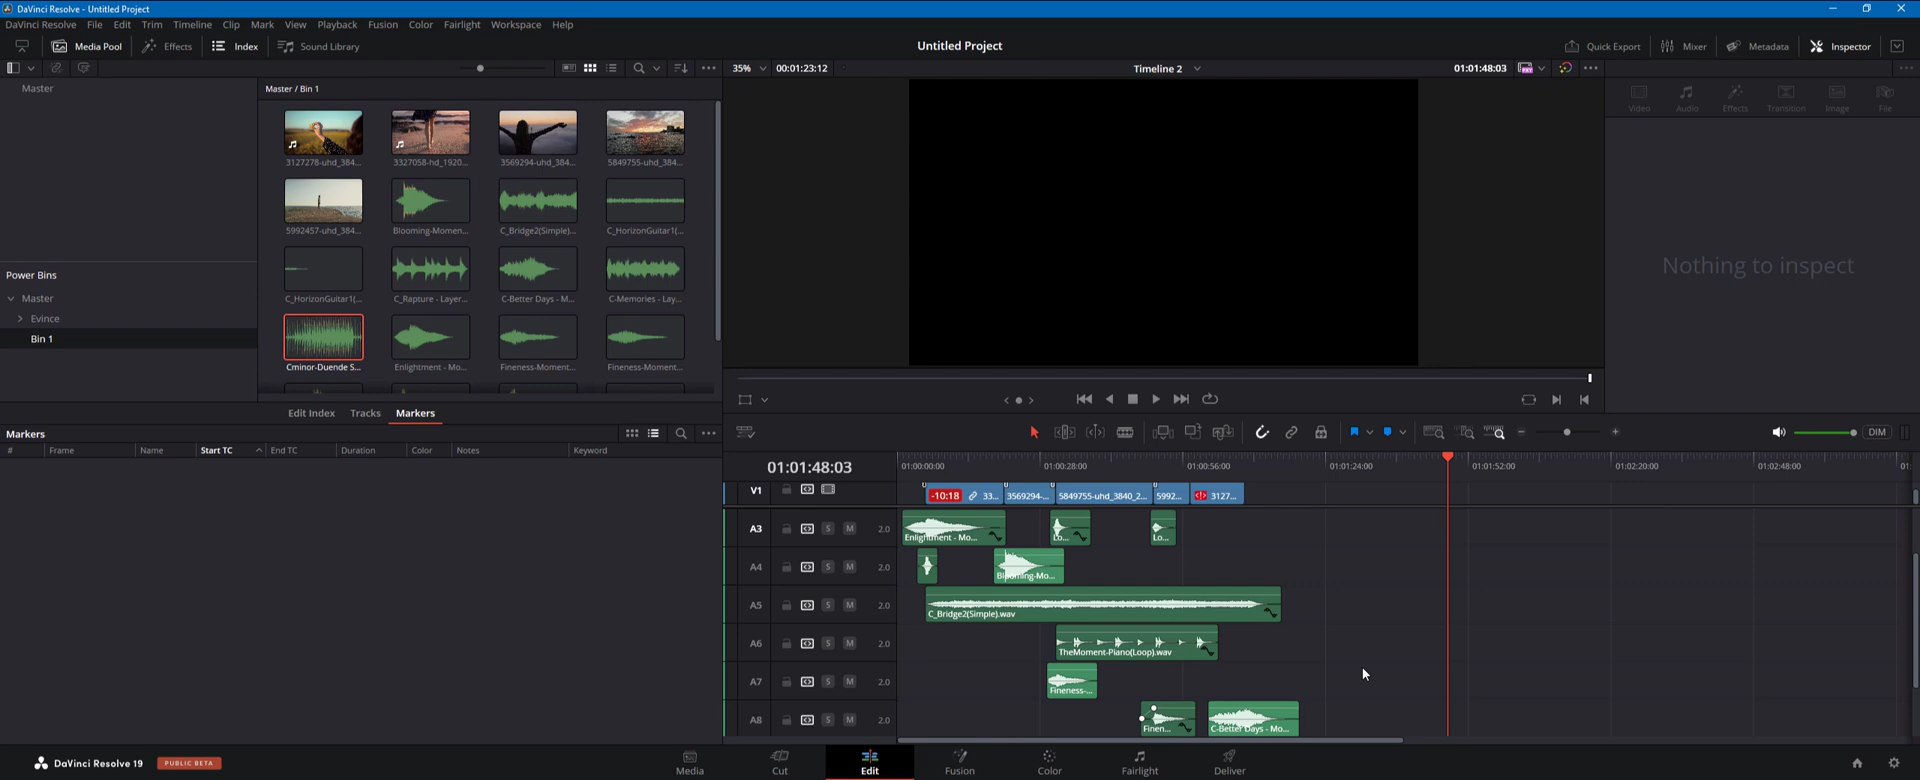 DaVinci Resolve - Untitled Project
DaVinci Resolve File Edit Trim Timeline Clip Mark View Playback Fusion Color Fairlight Workspace Help
Media Pool Effects Index Sound Library Untitled Project Quick Export Mixer Metadata Inspector
35% 00:01:23:12 Timeline 2 01:01:48:03
Master Master / Bin 1
Video Audio Effects Transition Image File
3127278-uhd_384... 3327058-hd_1920... 3569294-uhd_384... 5849755-uhd_384...
5992457-uhd_384... Blooming-Momen... C_Bridge2(Simple)... C_HorizonGuitar1(...
Nothing to inspect
Power Bins
Master
C_HorizonGuitar1(... C_Rapture - Layer... C-Better Days - M... C-Memories - Lay...
Evince
Bin 1
Cminor-Duende S... Enlightment - Mo... Fineness-Moment... Fineness-Moment...
Edit Index Tracks Markers
Markers
DIM
# Frame Name Start TC End TC Duration Color Notes Keyword
01:01:48:03 01:00:00:00 01:00:28:00 01:00:56:00 01:01:24:00 01:01:52:00 01:02:20:00 01:02:48:00 01:
V1 -10:18 33... 3569294-... 5849755-uhd_3840_2... 5992... 3127...
A3 S M 2.0 Enlightment - Mo... Lo... Lo...
A4 S M 2.0 Blooming-Mo...
A5 S M 2.0 C_Bridge2(Simple).wav
A6 S M 2.0 TheMoment-Piano(Loop).wav
A7 S M 2.0 Fineness-...
A8 S M 2.0 Finen... C-Better Days - Mo...
DaVinci Resolve 19 PUBLIC BETA Media Cut Edit Fusion Color Fairlight Deliver